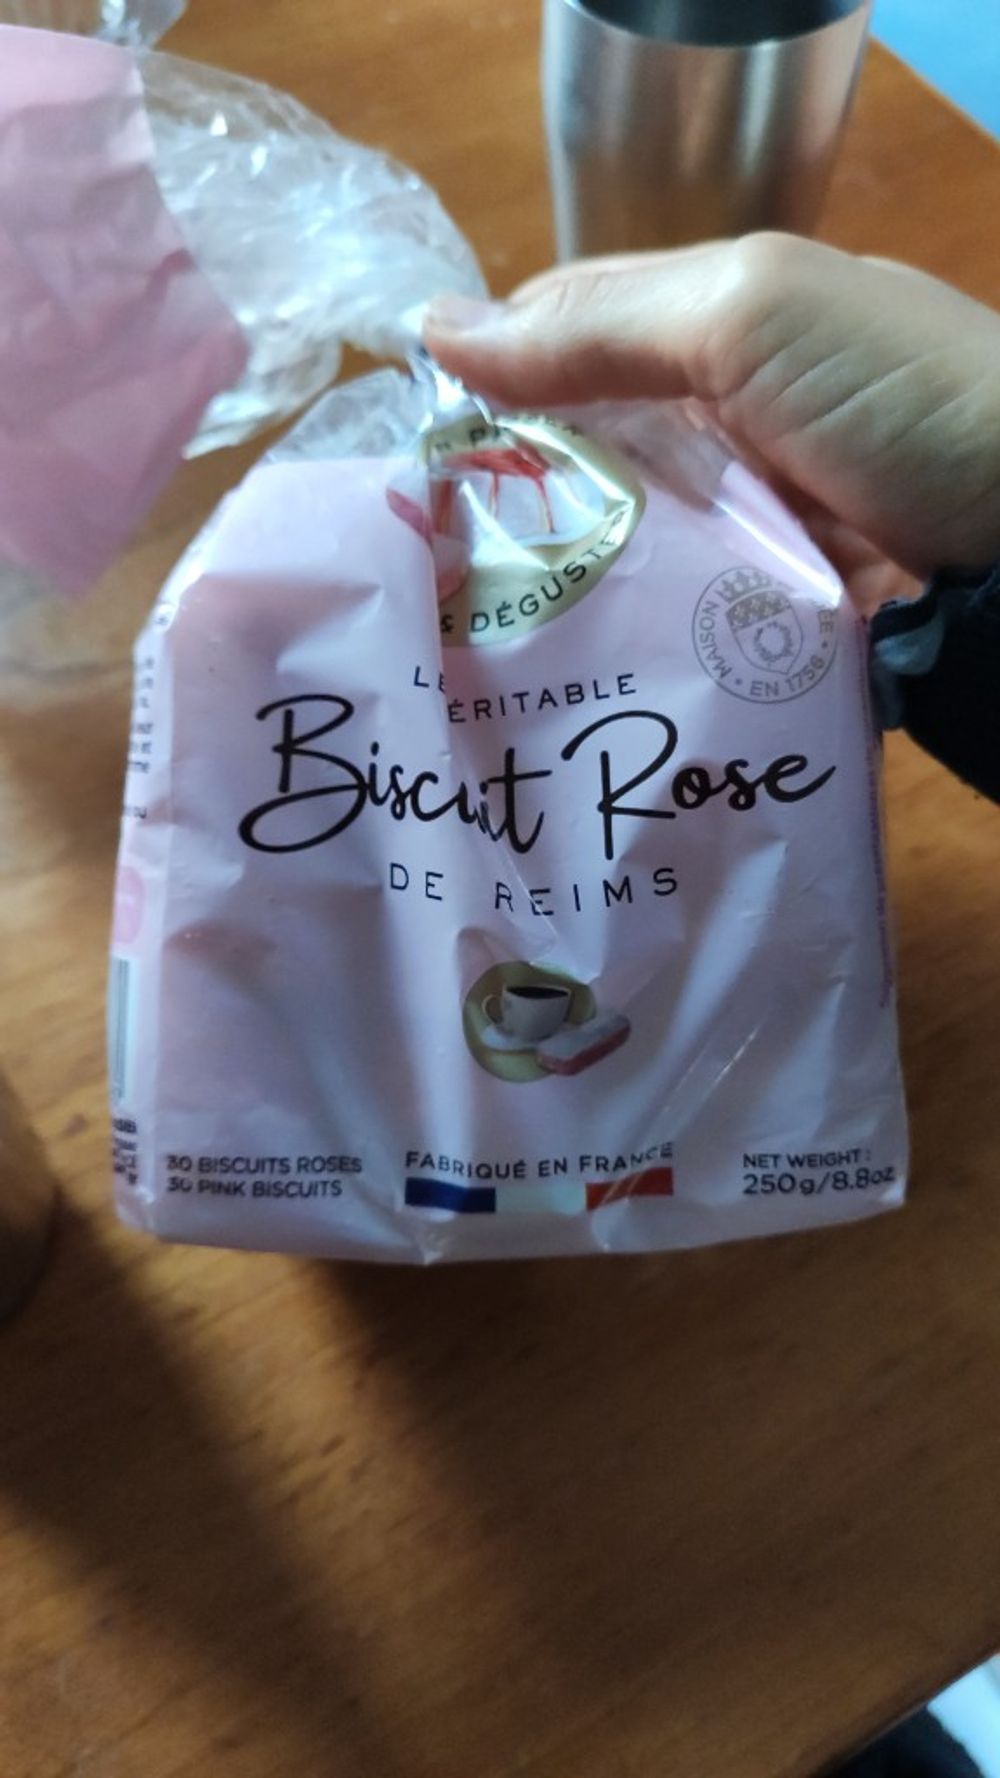 & DÉGUSTER
MAISON
EN 1756
LE
ÉRITABLE
Biscuit Rose
DE REIMS
30 BISCUITS ROSES
30 PINK BISCUITS
FABRIQUÉ EN FRANCE
NET WEIGHT:
250g/8.8oz